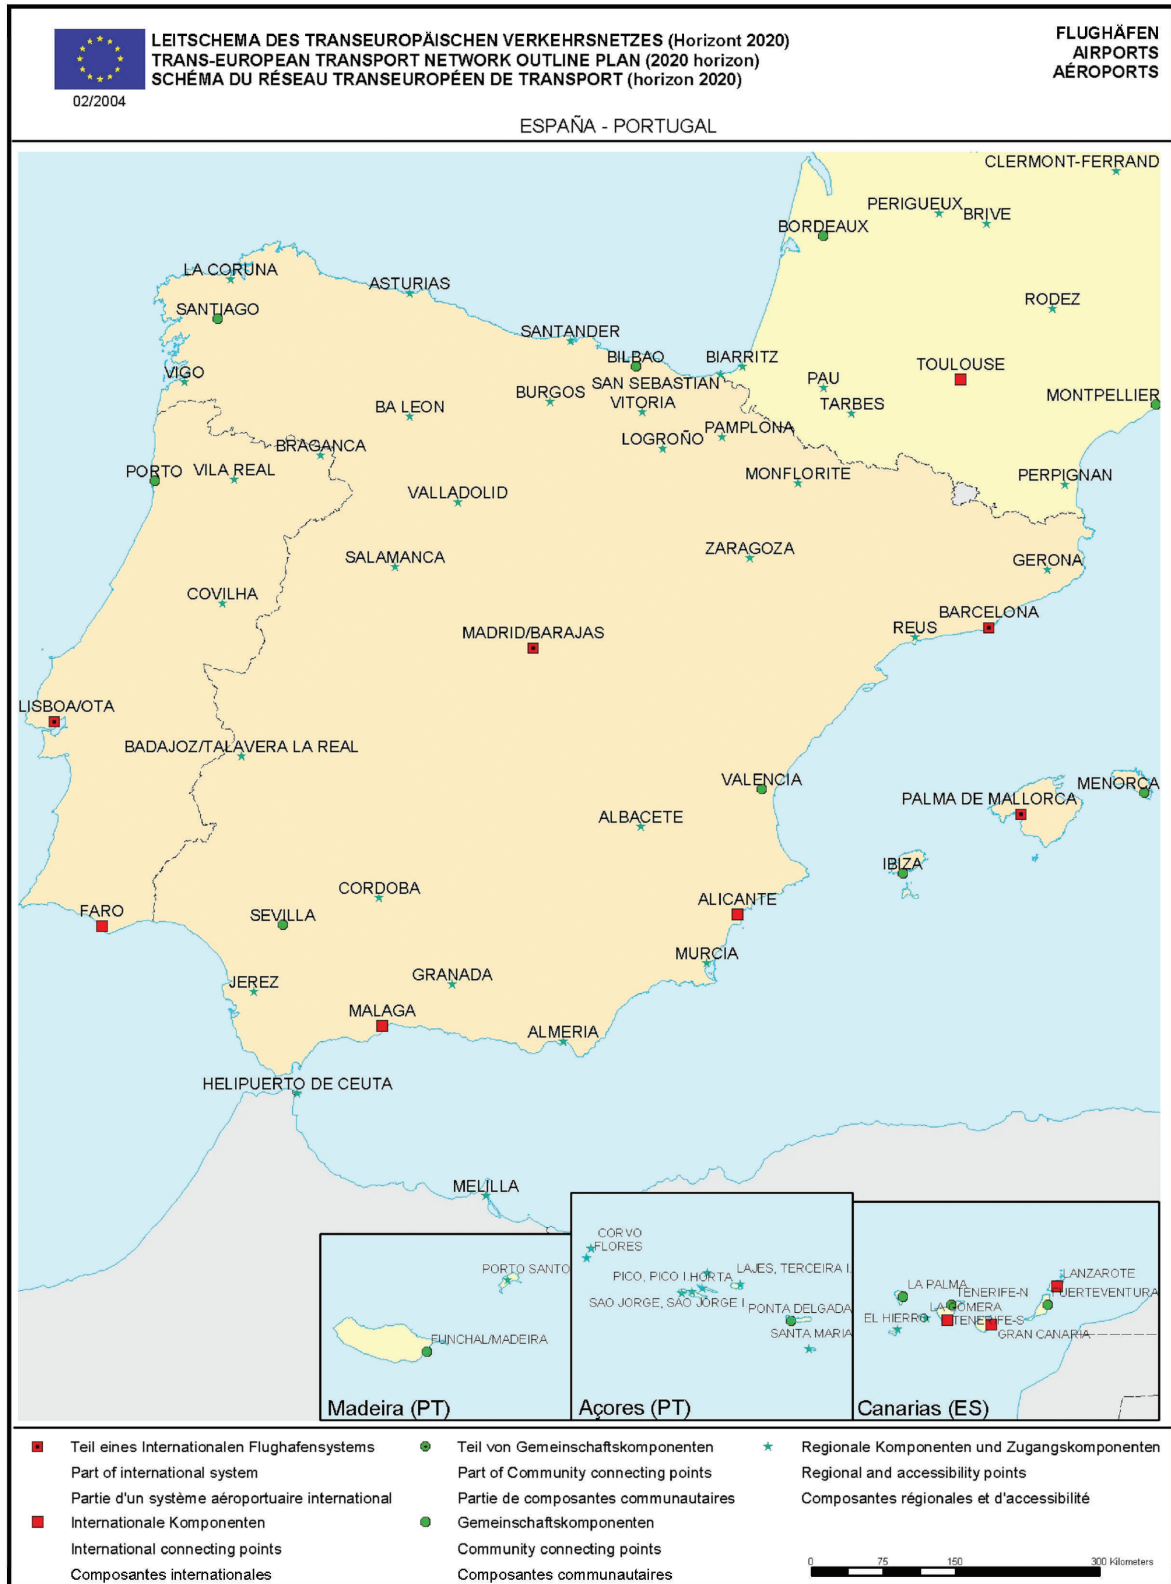 LEITSCHEMA DES TRANSEUROPÄISCHEN VERKEHRSNETZES (Horizont 2020)
TRANS-EUROPEAN TRANSPORT NETWORK OUTLINE PLAN (2020 horizon)
SCHÉMA DU RÉSEAU TRANSEUROPÉEN DE TRANSPORT (horizon 2020)
02/2004
FLUGHÄFEN
AIRPORTS
AÉROPORTS
ESPAÑA - PORTUGAL
CLERMONT-FERRAND
PERIGUEUX
BRIVE
BORDEAUX
LA CORUNA
ASTURIAS
RODEZ
SANTIAGO
SANTANDER
BILBAO
BIARRITZ
TOULOUSE
VIGO
SAN SEBASTIAN
PAU
BURGOS
VITORIA
TARBES
MONTPELLIER
BA LEON
PAMPLONA
LOGROÑO
BRAGANCA
PORTO
VILA REAL
MONFLORITE
PERPIGNAN
VALLADOLID
ZARAGOZA
SALAMANCA
GERONA
COVILHA
BARCELONA
MADRID/BARAJAS
REUS
LISBOA/OTA
BADAJOZ/TALAVERA LA REAL
VALENCIA
MENORCA
PALMA DE MALLORCA
ALBACETE
IBIZA
CORDOBA
ALICANTE
FARO
SEVILLA
MURCIA
JEREZ
GRANADA
MALAGA
ALMERIA
HELIPUERTO DE CEUTA
MELILLA
PORTO SANTO
FUNCHAL/MADEIRA
Madeira (PT)
CORVO
FLORES
PICO, PICO I.
HORTA
LAJES, TERCEIRA I.
SAO JORGE, SAO JORGE I
PONTA DELGADA
SANTA MARIA
Açores (PT)
LANZAROTE
LA PALMA
TENERIFE-N
FUERTEVENTURA
LA GOMERA
EL HIERRO
TENERIFE-S
GRAN CANARIA
Canarias (ES)
Teil eines Internationalen Flughafensystems
Part of international system
Partie d'un système aéroportuaire international
Internationale Komponenten
International connecting points
Composantes internationales
Teil von Gemeinschaftskomponenten
Part of Community connecting points
Partie de composantes communautaires
Gemeinschaftskomponenten
Community connecting points
Composantes communautaires
Regionale Komponenten und Zugangskomponenten
Regional and accessibility points
Composantes régionales et d'accessibilité
0 75 150 300 Kilometers